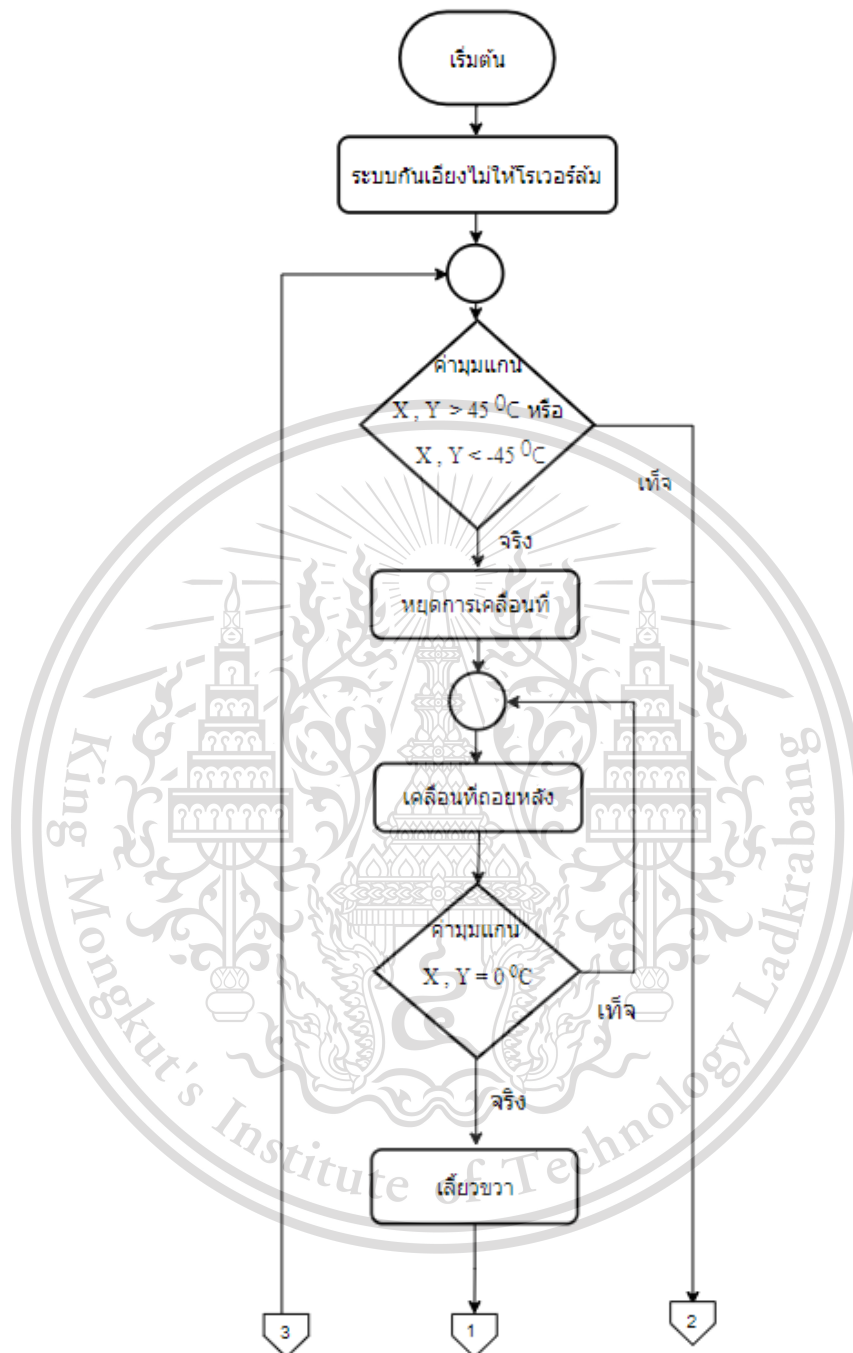 เริ่มต้น
ระบบกันเอียงไม่ให้โรเวอร์ล้ม
ค่ามุมแกน
X , Y > 45 ⁰C หรือ
X , Y < -45 ⁰C
เท็จ
จริง
หยุดการเคลื่อนที่
เคลื่อนที่ถอยหลัง
ค่ามุมแกน
X , Y = 0 ⁰C
เท็จ
จริง
เลี้ยวขวา
3
1
2
King Mongkut's Institute of Technology Ladkrabang